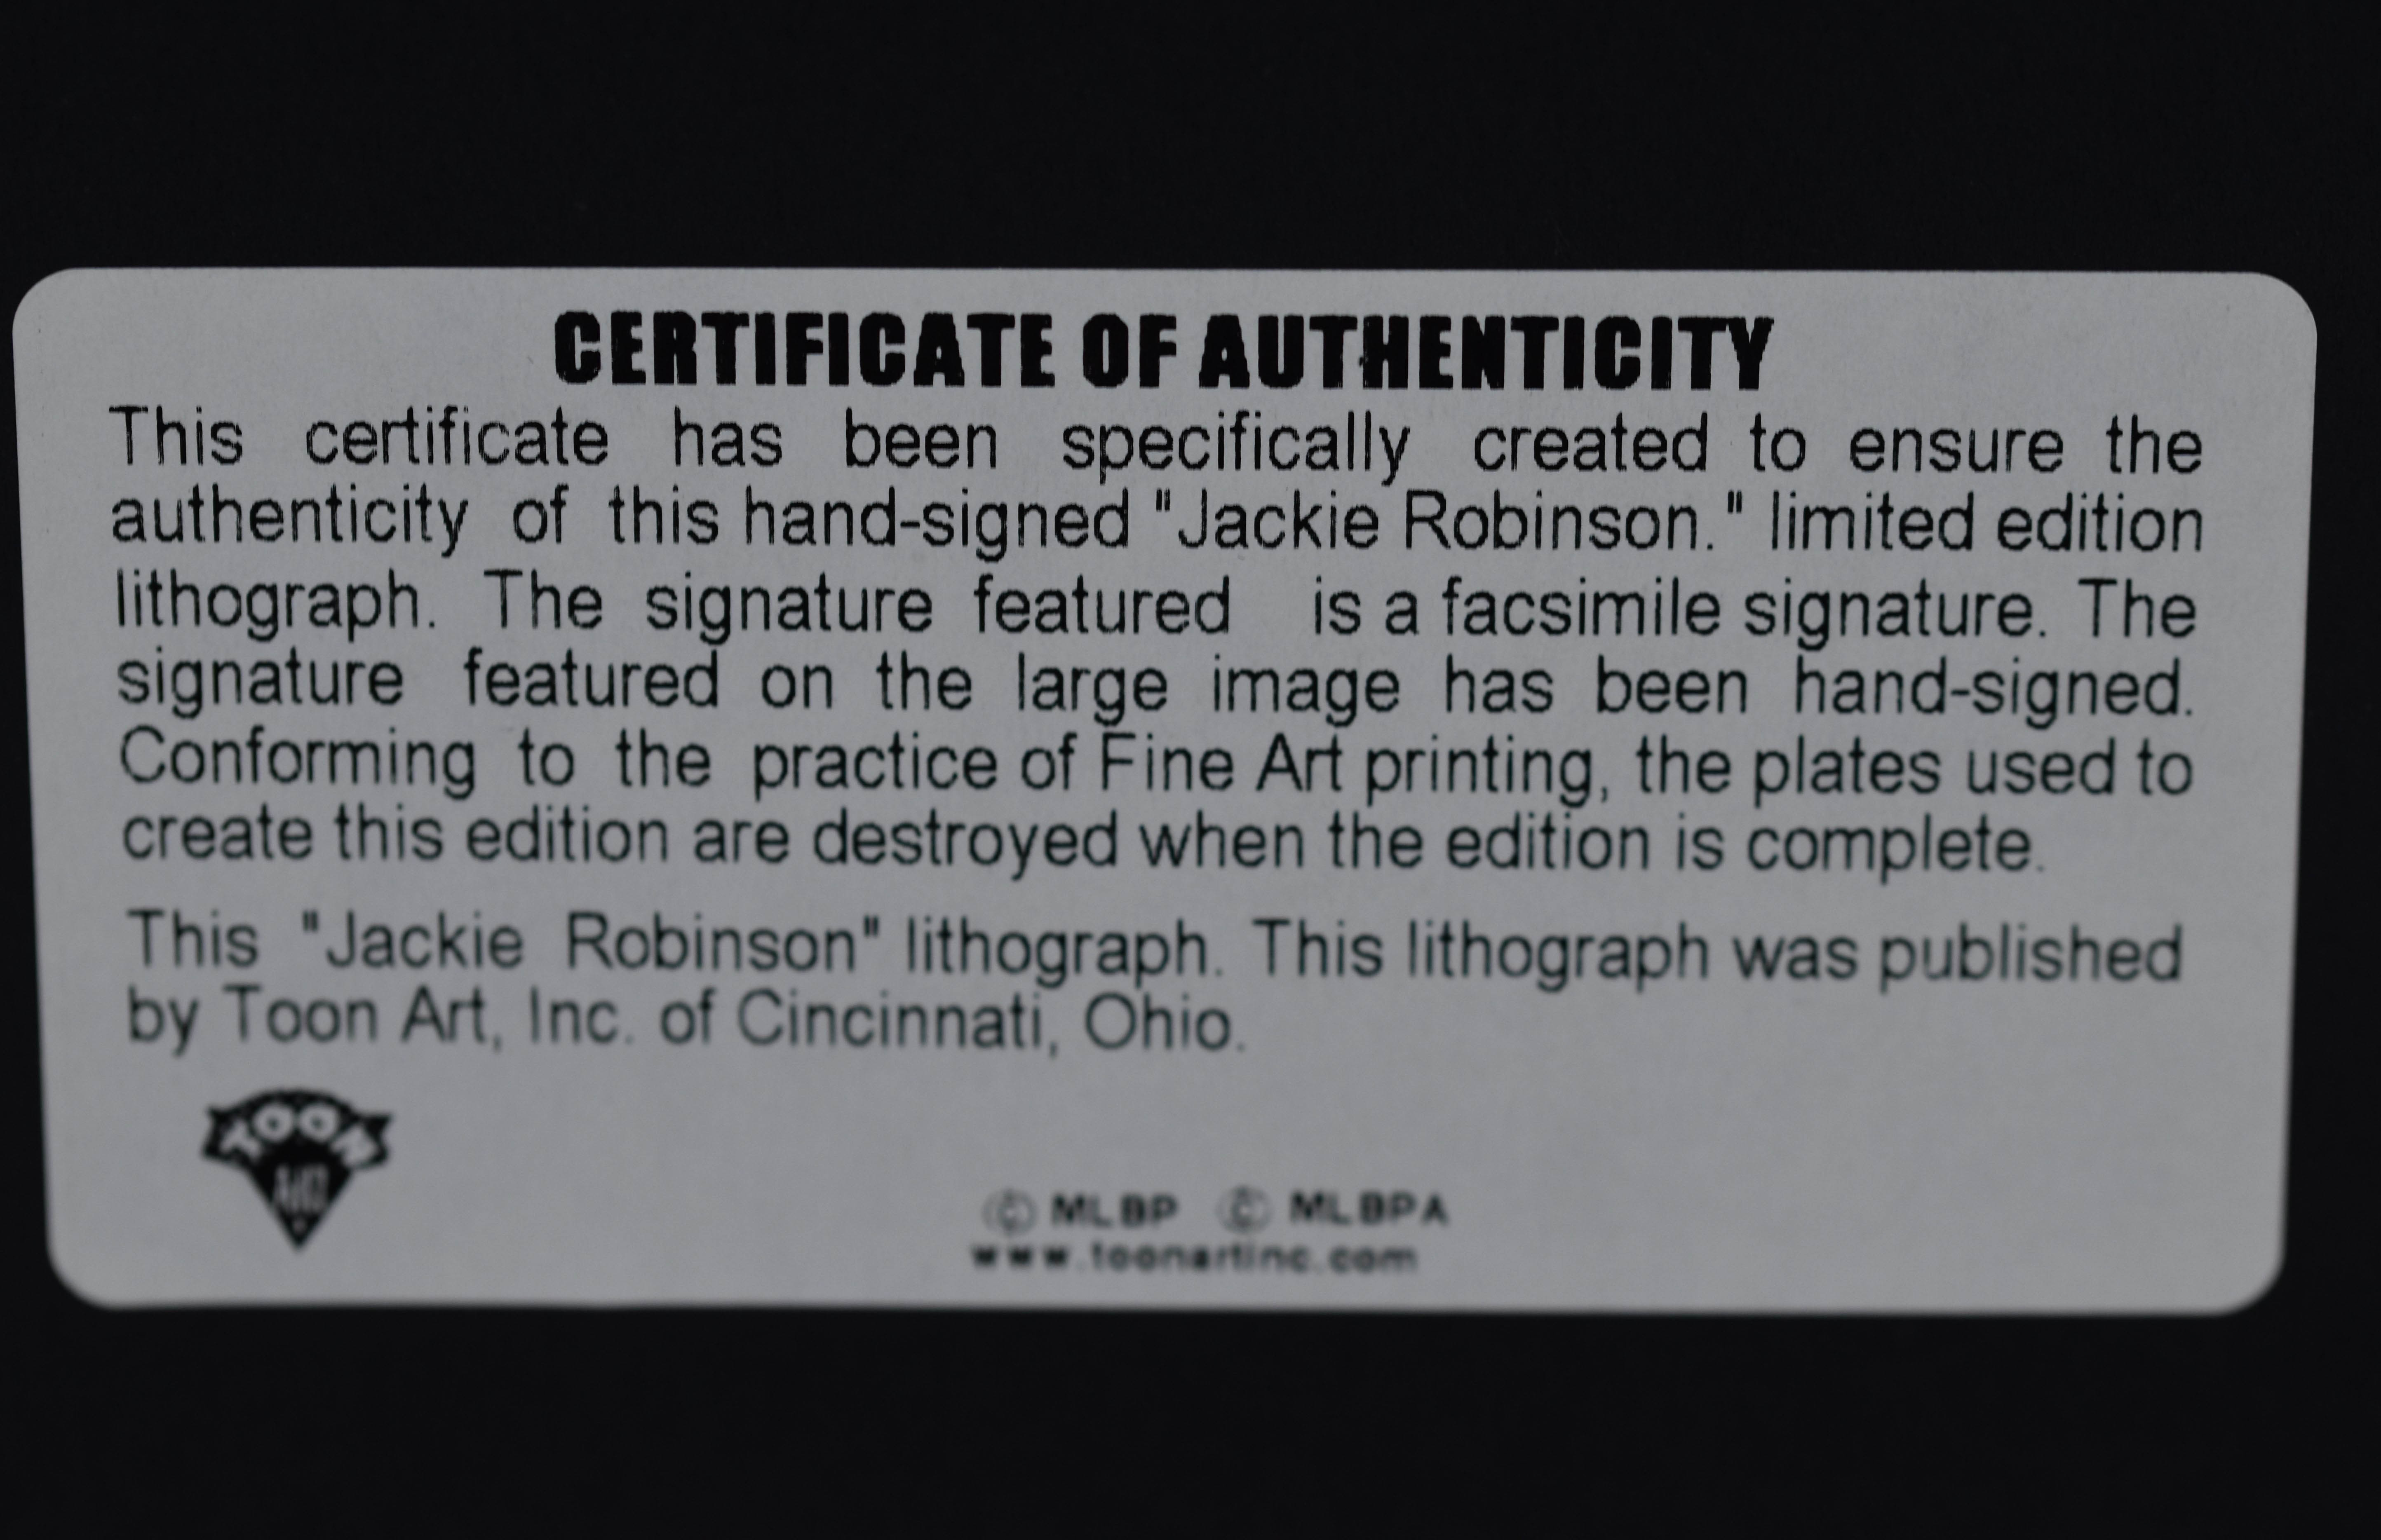 CERTIFICATE OF AUTHENTICITY
This certificate has been specifically created to ensure the
authenticity of this hand-signed "Jackie Robinson." limited edition
lithograph. The signature featured is a facsimile signature. The
signature featured on the large image has been hand-signed.
Conforming to the practice of Fine Art printing, the plates used to
create this edition are destroyed when the edition is complete.
This "Jackie Robinson" lithograph. This lithograph was published
by Toon Art, Inc. of Cincinnati, Ohio.
TOON
ART
© MLBP © MLBPA
www.toonartinc.com